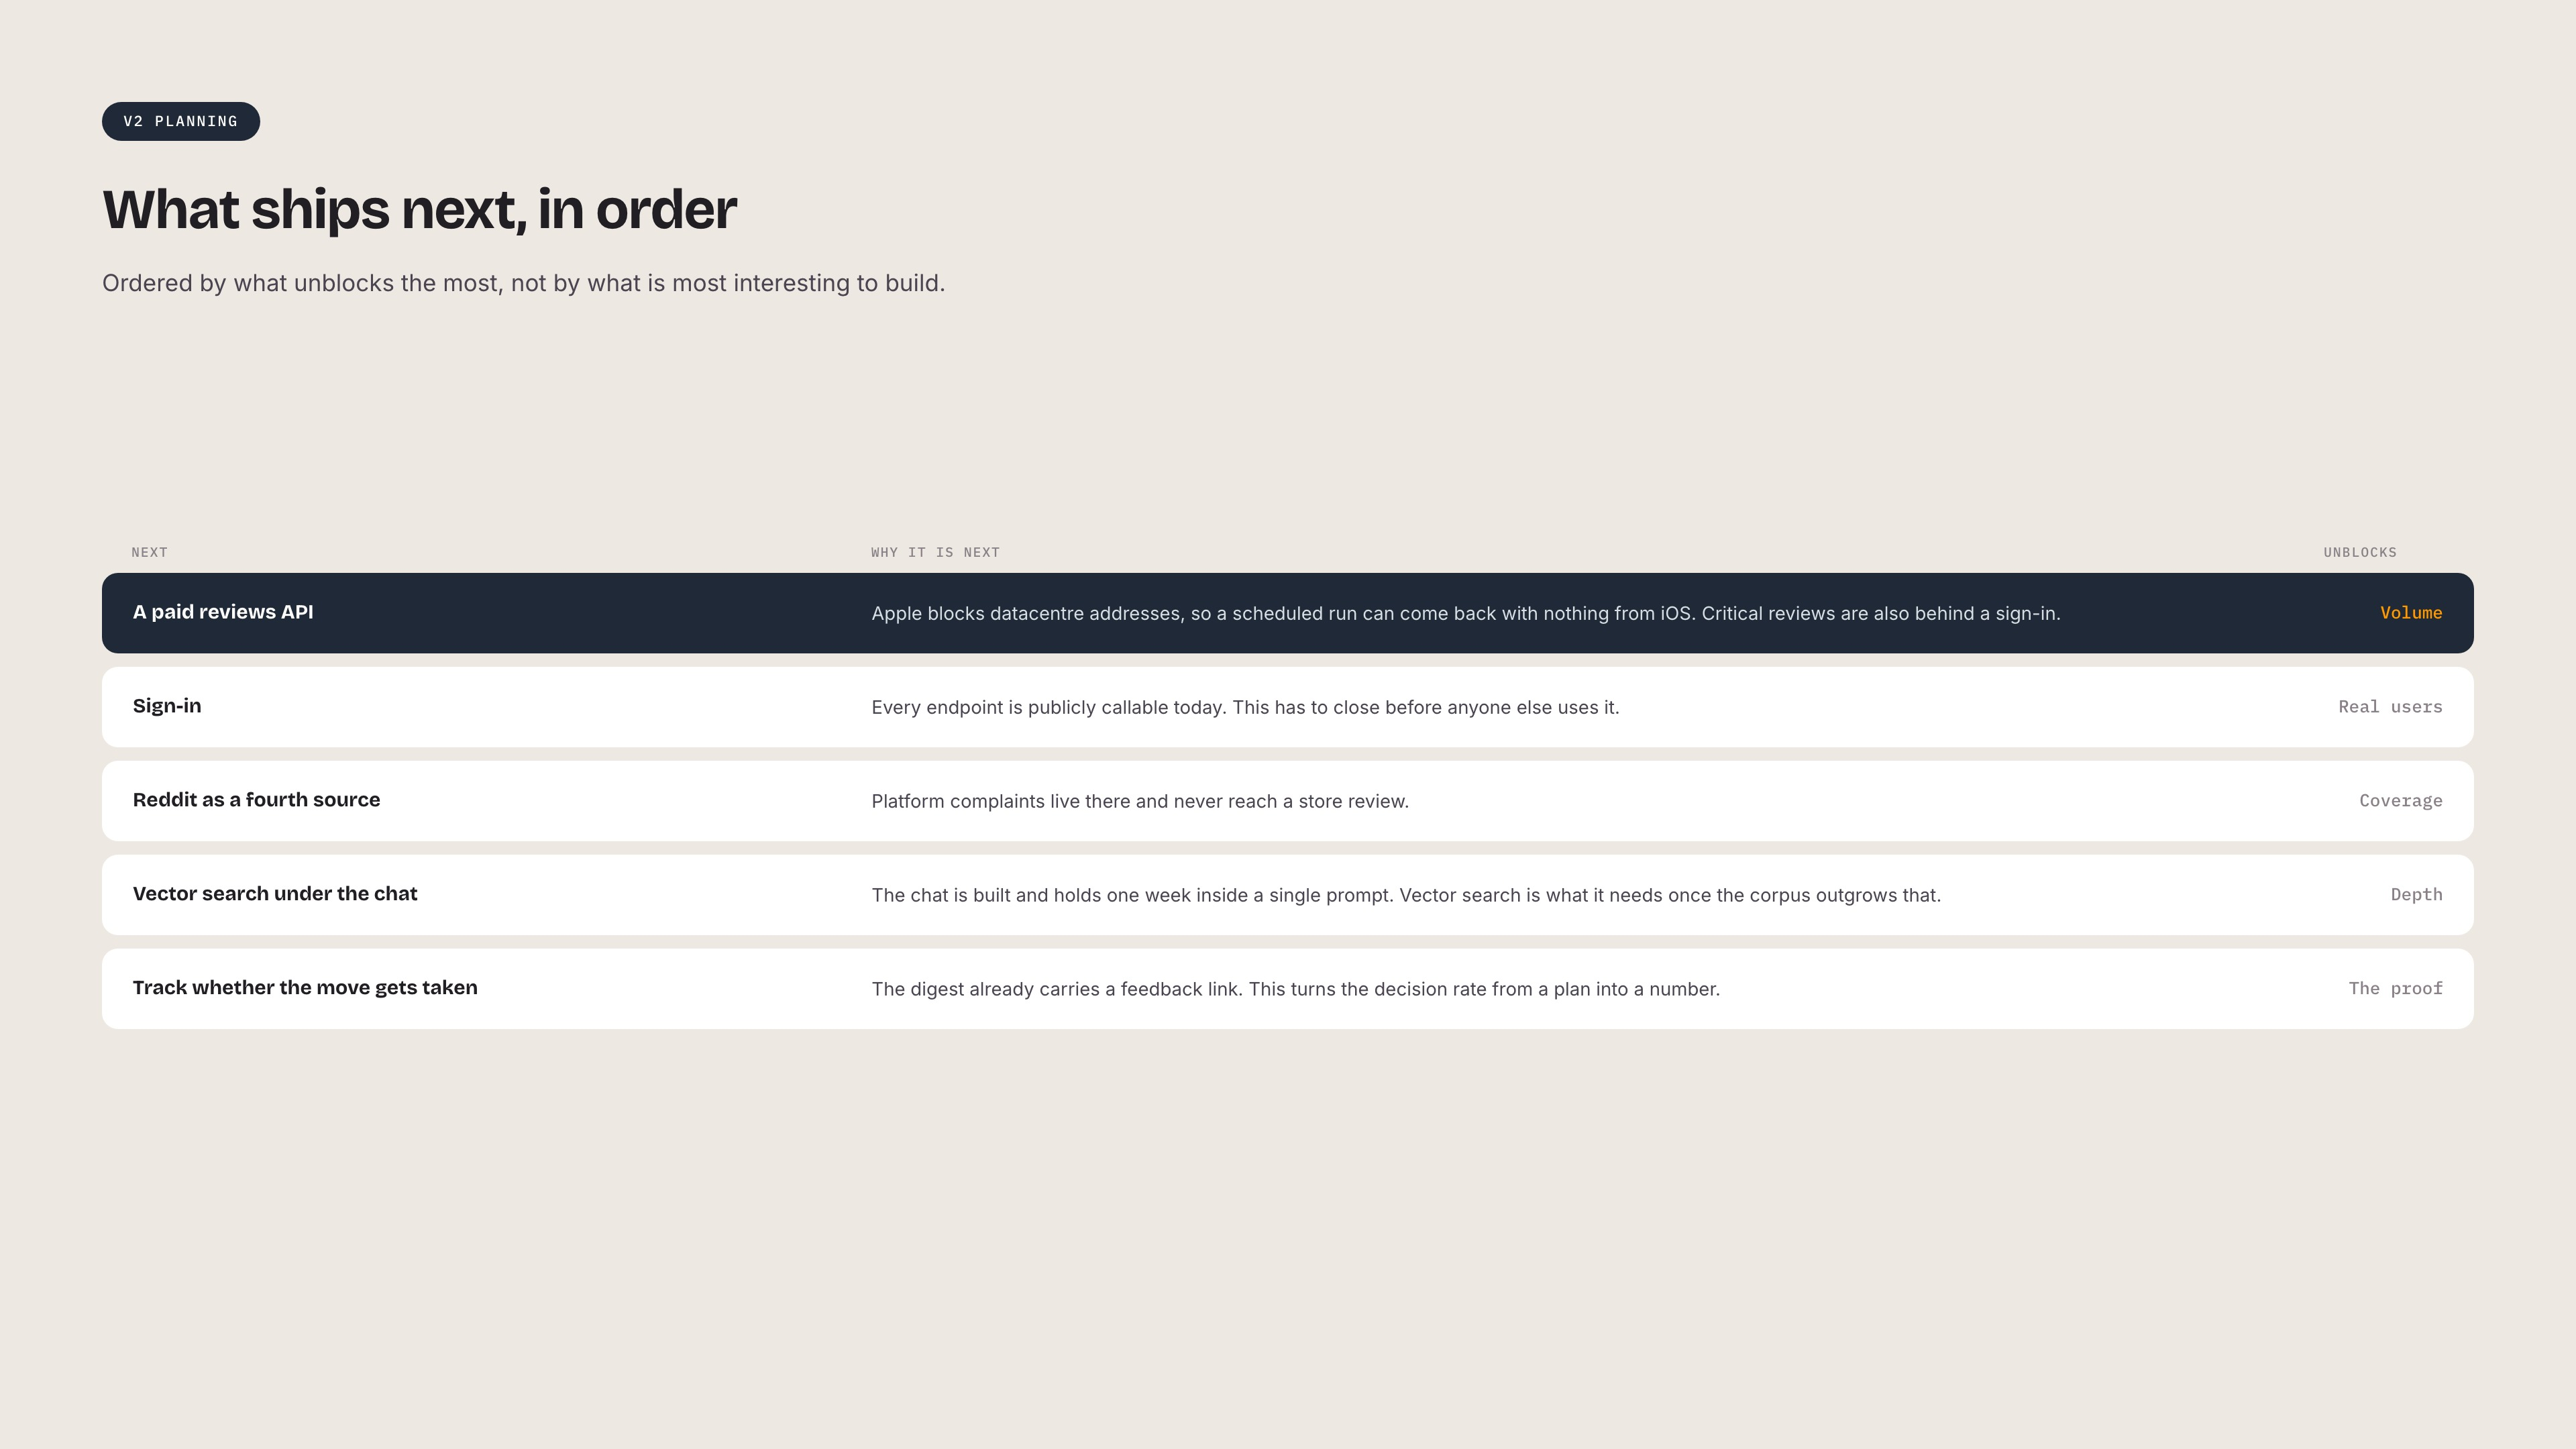 V2 PLANNING
What ships next, in order
Ordered by what unblocks the most, not by what is most interesting to build.
NEXT WHY IT IS NEXT UNBLOCKS
A paid reviews API Apple blocks datacentre addresses, so a scheduled run can come back with nothing from iOS. Critical reviews are also behind a sign-in. Volume
Sign-in Every endpoint is publicly callable today. This has to close before anyone else uses it. Real users
Reddit as a fourth source Platform complaints live there and never reach a store review. Coverage
Vector search under the chat The chat is built and holds one week inside a single prompt. Vector search is what it needs once the corpus outgrows that. Depth
Track whether the move gets taken The digest already carries a feedback link. This turns the decision rate from a plan into a number. The proof